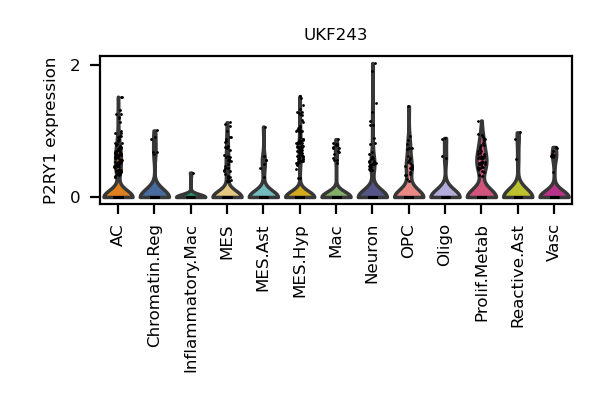 UKF243
P2RY1 expression
2
0
AC
Chromatin.Reg
Inflammatory.Mac
MES
MES.Ast
MES.Hyp
Mac
Neuron
OPC
Oligo
Prolif.Metab
Reactive.Ast
Vasc